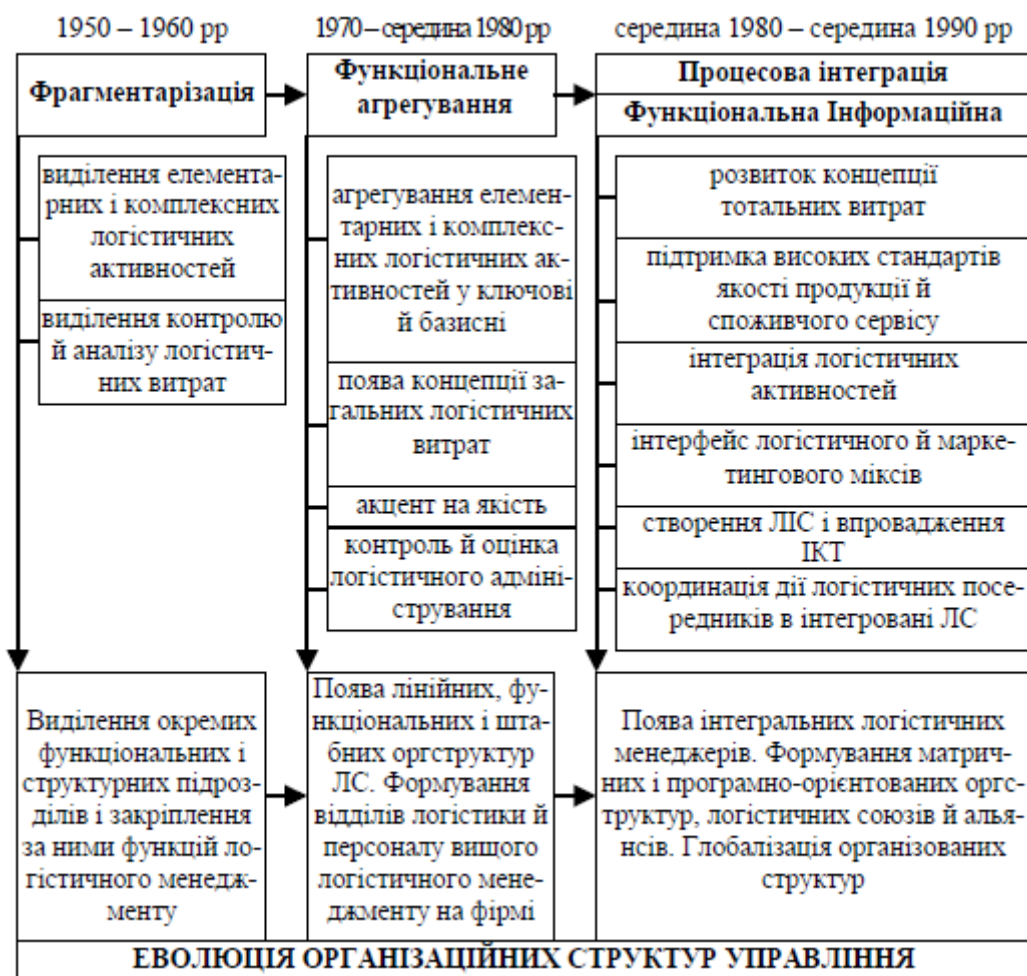 1950 – 1960 рр
1970 – середина 1980 рр
середина 1980 – середина 1990 рр
Фрагментарізація
Функціональне
агрегування
Процесова інтеграція
Функціональна Інформаційна
виділення елемента-
рних і комплексних
логістичних
активностей
виділення контролю
й аналізу логістич-
них витрат
агрегування елемен-
тарних і комплекс-
них логістичних ак-
тивностей у ключові
й базисні
поява концепції за-
гальних логістичних
витрат
акцент на якість
контроль й оцінка
логістичного адміні-
стрування
розвиток концепції
тотальних витрат
підтримка високих стандартів
якості продукції й
споживчого сервісу
інтеграція логістичних
активностей
інтерфейс логістичного й марке-
тингового міксів
створення ЛІС і впровадження
ІКТ
координація дії логістичних посе-
редників в інтегровані ЛС
Виділення окремих
функціональних і
структурних підроз-
ділів і закріплення
за ними функцій ло-
гістичного менедж-
менту
Поява лінійних, фу-
нкціональних і шта-
бних оргструктур
ЛС. Формування
відділів логістики й
персоналу вищого
логістичного мене-
джменту на фірмі
Поява інтегральних логістичних
менеджерів. Формування матрич-
них і програмно-орієнтованих оргс-
труктур, логістичних союзів й аль-
янсів. Глобалізація організованих
структур
ЕВОЛЮЦІЯ ОРГАНІЗАЦІЙНИХ СТРУКТУР УПРАВЛІННЯ